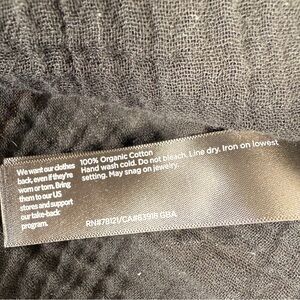 We want our clothes
back, even if they're
worn or torn. Bring
them to our US
stores and support
our take-back
program.
100% Organic Cotton
Hand wash cold. Do not bleach. Line dry. Iron on lowest
setting. May snag on jewelry.
RN#78121/CA#63918 GBA